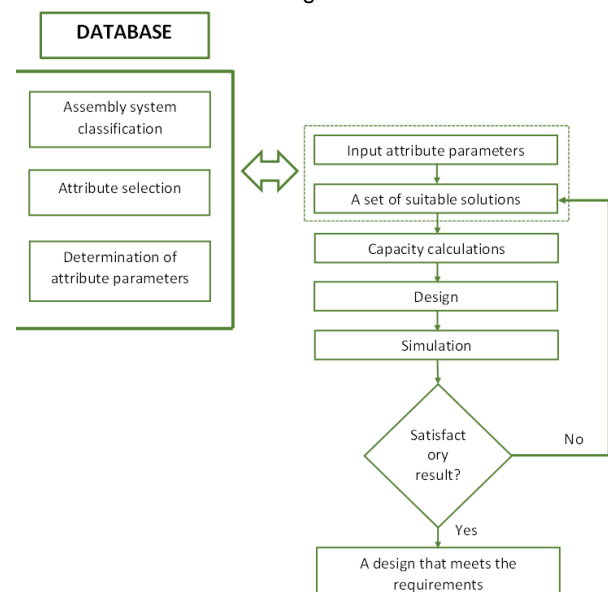 DATABASE
Assembly system
classification
Attribute selection
Determination of
attribute parameters
Input attribute parameters
A set of suitable solutions
Capacity calculations
Design
Simulation
Satisfact
ory
result?
No
Yes
A design that meets the
requirements